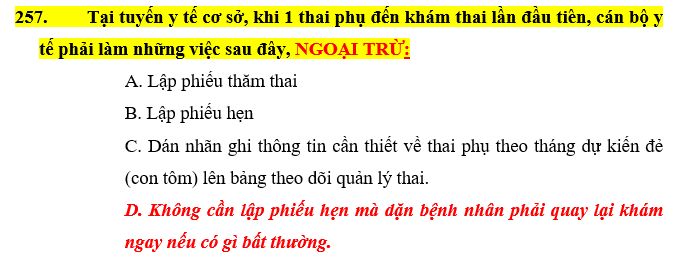 257. Tại tuyến y tế cơ sở, khi 1 thai phụ đến khám thai lần đầu tiên, cán bộ y
tế phải làm những việc sau đây, NGOẠI TRỪ:
A. Lập phiếu thăm thai
B. Lập phiếu hẹn
C. Dán nhãn ghi thông tin cần thiết về thai phụ theo tháng dự kiến đẻ
(con tôm) lên bảng theo dõi quản lý thai.
D. Không cần lập phiếu hẹn mà dặn bệnh nhân phải quay lại khám
ngay nếu có gì bất thường.